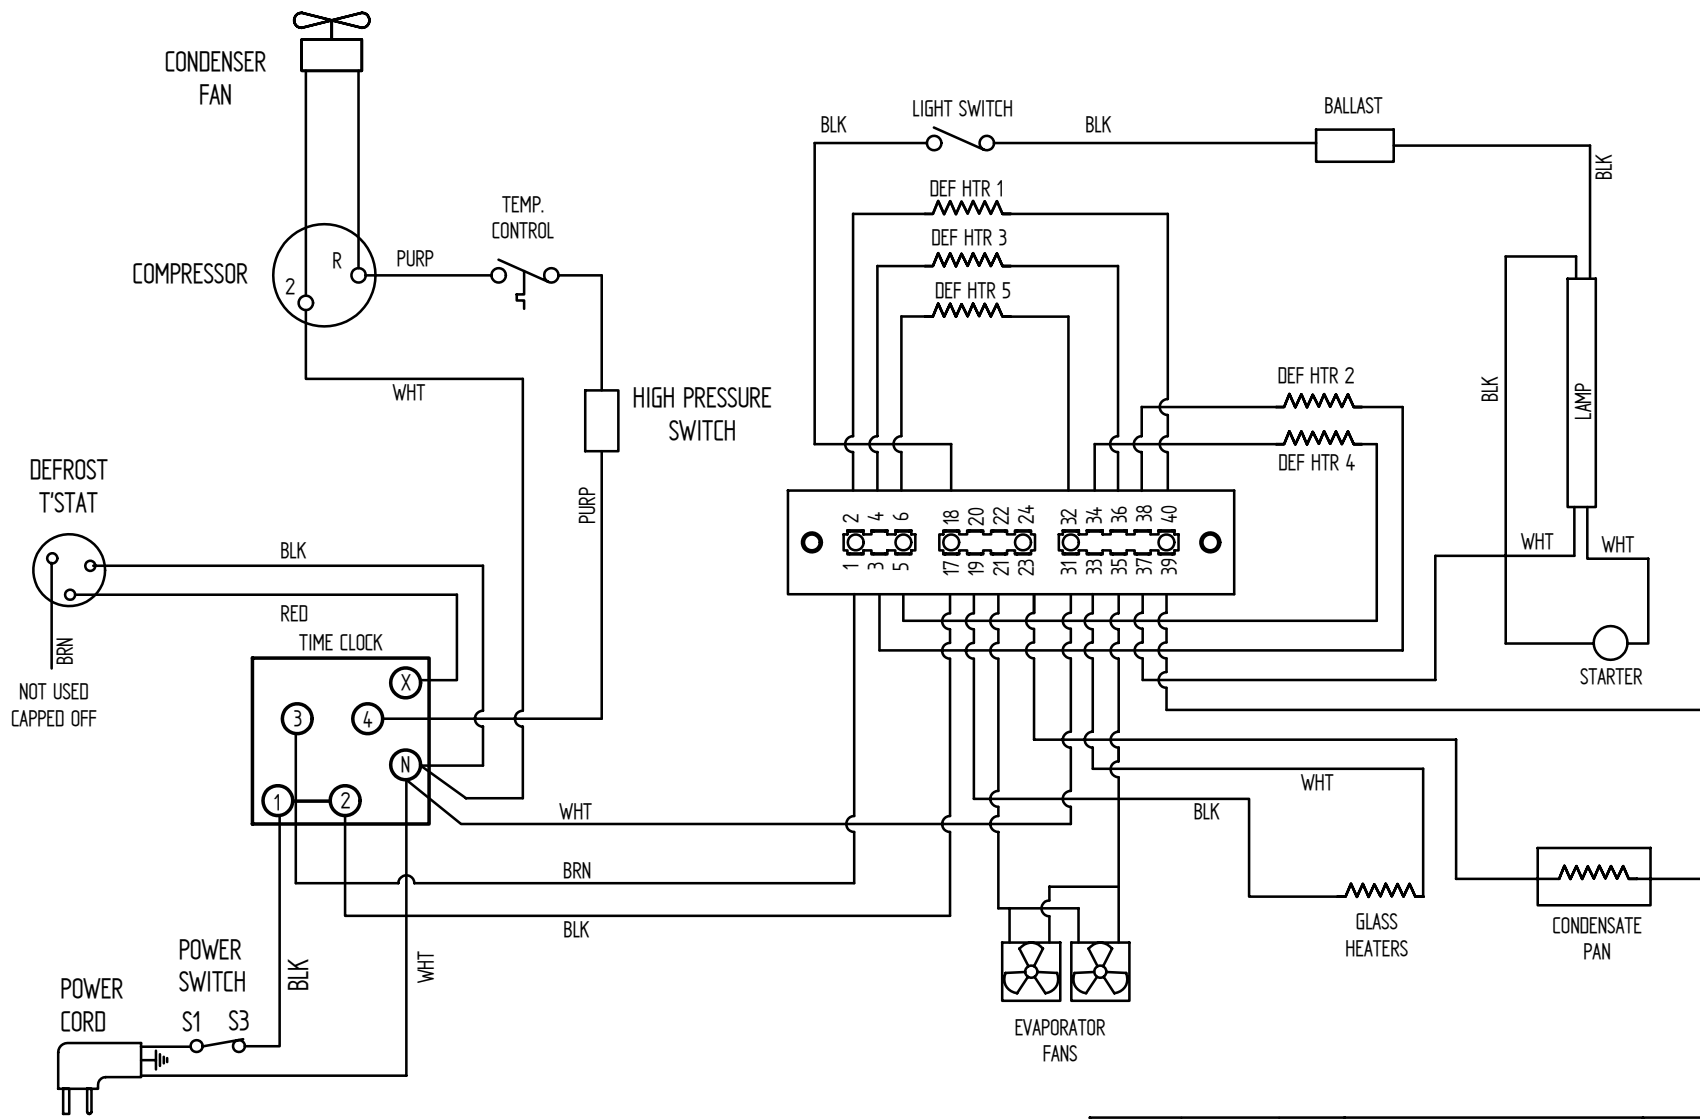 CONDENSER
FAN
LIGHT SWITCH
BALLAST
BLK
BLK
BLK
DEF HTR 1
TEMP.
CONTROL
DEF HTR 3
R
PURP
COMPRESSOR
2
DEF HTR 5
WHT
HIGH PRESSURE
SWITCH
DEF HTR 2
BLK
LAMP
DEF HTR 4
DEFROST
T'STAT
PURP
2 4 6 18 20 22 24 32 34 36 38 40
1 3 5 17 19 21 23 31 33 35 37 39
BLK
WHT
WHT
RED
BRN
TIME CLOCK
NOT USED
CAPPED OFF
X
3
4
N
1
2
STARTER
WHT
WHT
BLK
BRN
BLK
GLASS
HEATERS
CONDENSATE
PAN
POWER
SWITCH
BLK
WHT
POWER
CORD
S1
S3
EVAPORATOR
FANS